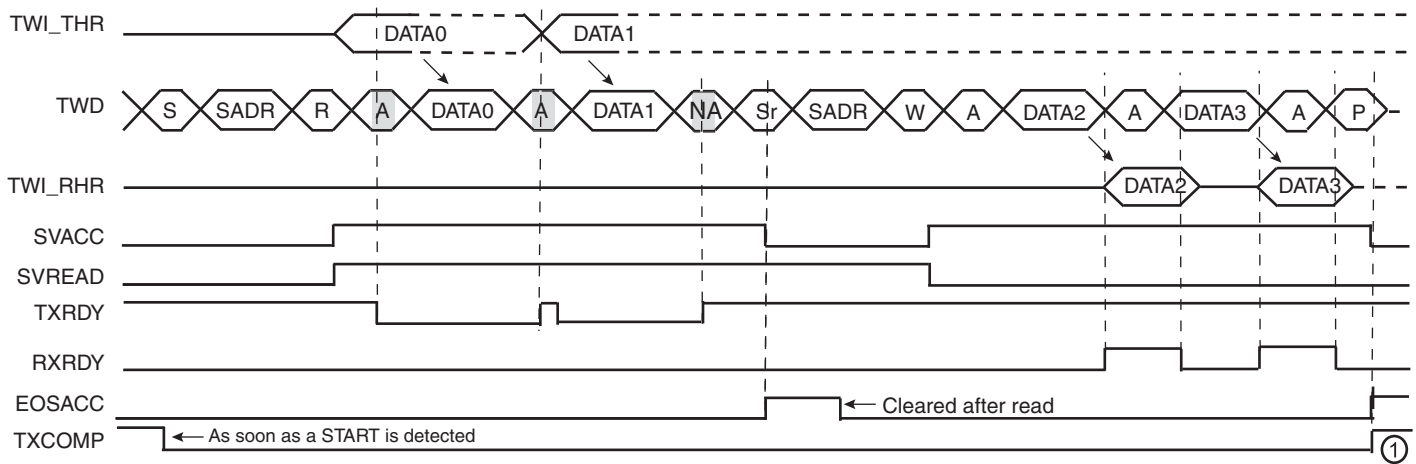 TWI_THR DATA0 DATA1
TWD S SADR R A DATA0 A DATA1 NA Sr SADR W A DATA2 A DATA3 A P
TWI_RHR DATA2 DATA3
SVACC
SVREAD
TXRDY
RXRDY
EOSACC Cleared after read
TXCOMP As soon as a START is detected 1